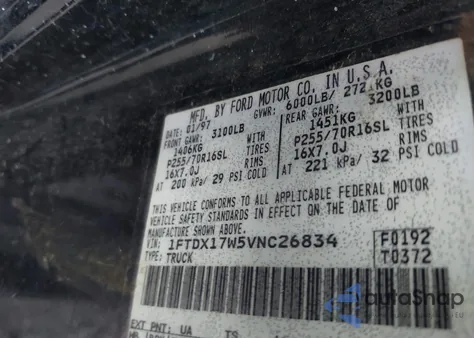 MFD. BY FORD MOTOR CO. IN U.S.A.
DATE: 01/97 GVWR: 6000LB/ 2721KG
FRONT GAWR: 3100LB REAR GAWR: 3200LB
1406KG WITH 1451KG WITH
P255/70R16SL TIRES P255/70R16SL TIRES
16X7.0J RIMS 16X7.0J RIMS
AT 200 kPa/ 29 PSI COLD AT 221 kPa/ 32 PSI COLD
THIS VEHICLE CONFORMS TO ALL APPLICABLE FEDERAL MOTOR
VEHICLE SAFETY STANDARDS IN EFFECT ON THE DATE OF
MANUFACTURE SHOWN ABOVE.
VIN: 1FTDX17W5VNC26834 F0192
TYPE: TRUCK T0372
autoShap
EXT PNT: UA